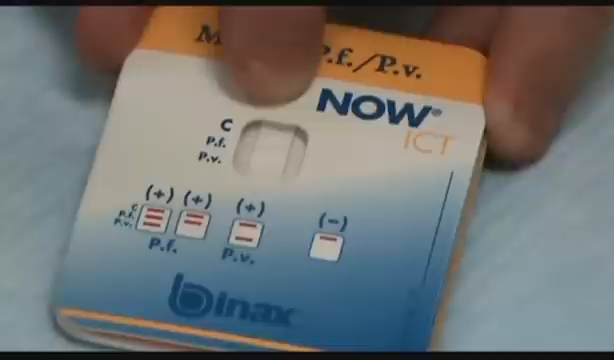 P.f./P.v.
NOW®
ICT
C
P.f.
P.v.
(+) (+) (+) (-)
C
P.f.
P.v.
P.f. P.v.
binax